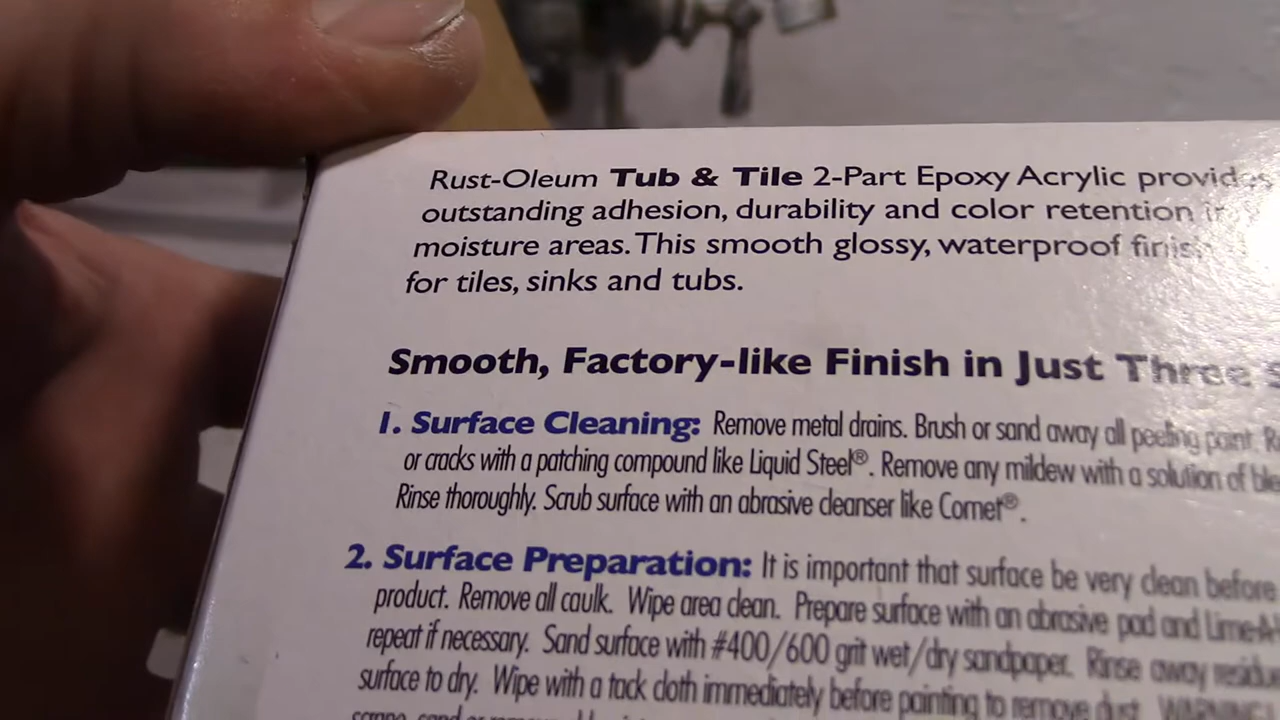 Rust-Oleum Tub & Tile 2-Part Epoxy Acrylic provides
outstanding adhesion, durability and color retention in
moisture areas. This smooth glossy, waterproof finish
for tiles, sinks and tubs.
Smooth, Factory-like Finish in Just Three
1. Surface Cleaning: Remove metal drains. Brush or sand away all peeling paint.
or cracks with a patching compound like Liquid Steel®. Remove any mildew with a solution of
Rinse thoroughly. Scrub surface with an abrasive cleanser like Comet®.
2. Surface Preparation: It is important that surface be very clean before
product. Remove all caulk. Wipe area clean. Prepare surface with an abrasive pad and
repeat if necessary. Sand surface with #400/600 grit wet/dry sandpaper. Rinse away
surface to dry. Wipe with a tack cloth immediately before painting to remove dust. WARNING!